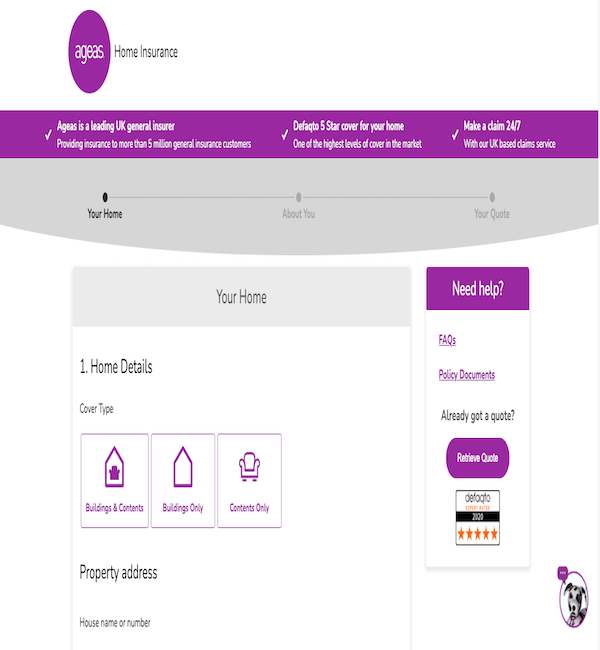 ageas
Home Insurance
Ageas is a leading UK general insurer
Providing insurance to more than 5 million general insurance customers
Defaqto 5 Star cover for your home
One of the highest levels of cover in the market
Make a claim 24/7
With our UK based claims service
Your Home
About You
Your Quote
Your Home
1. Home Details
Cover Type
Buildings & Contents
Buildings Only
Contents Only
Property address
House name or number
Need help?
FAQs
Policy Documents
Already got a quote?
Retrieve Quote
defaqto
EXPERT RATED
2020